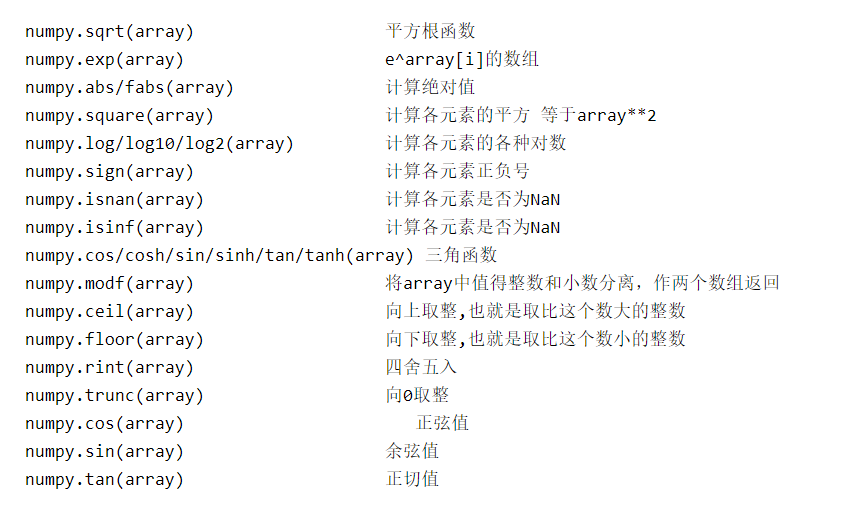 numpy.sqrt(array) 平方根函数
numpy.exp(array) e^array[i]的数组
numpy.abs/fabs(array) 计算绝对值
numpy.square(array) 计算各元素的平方 等于array**2
numpy.log/log10/log2(array) 计算各元素的各种对数
numpy.sign(array) 计算各元素正负号
numpy.isnan(array) 计算各元素是否为NaN
numpy.isinf(array) 计算各元素是否为NaN
numpy.cos/cosh/sin/sinh/tan/tanh(array) 三角函数
numpy.modf(array) 将array中值得整数和小数分离，作两个数组返回
numpy.ceil(array) 向上取整,也就是取比这个数大的整数
numpy.floor(array) 向下取整,也就是取比这个数小的整数
numpy.rint(array) 四舍五入
numpy.trunc(array) 向0取整
numpy.cos(array) 正弦值
numpy.sin(array) 余弦值
numpy.tan(array) 正切值